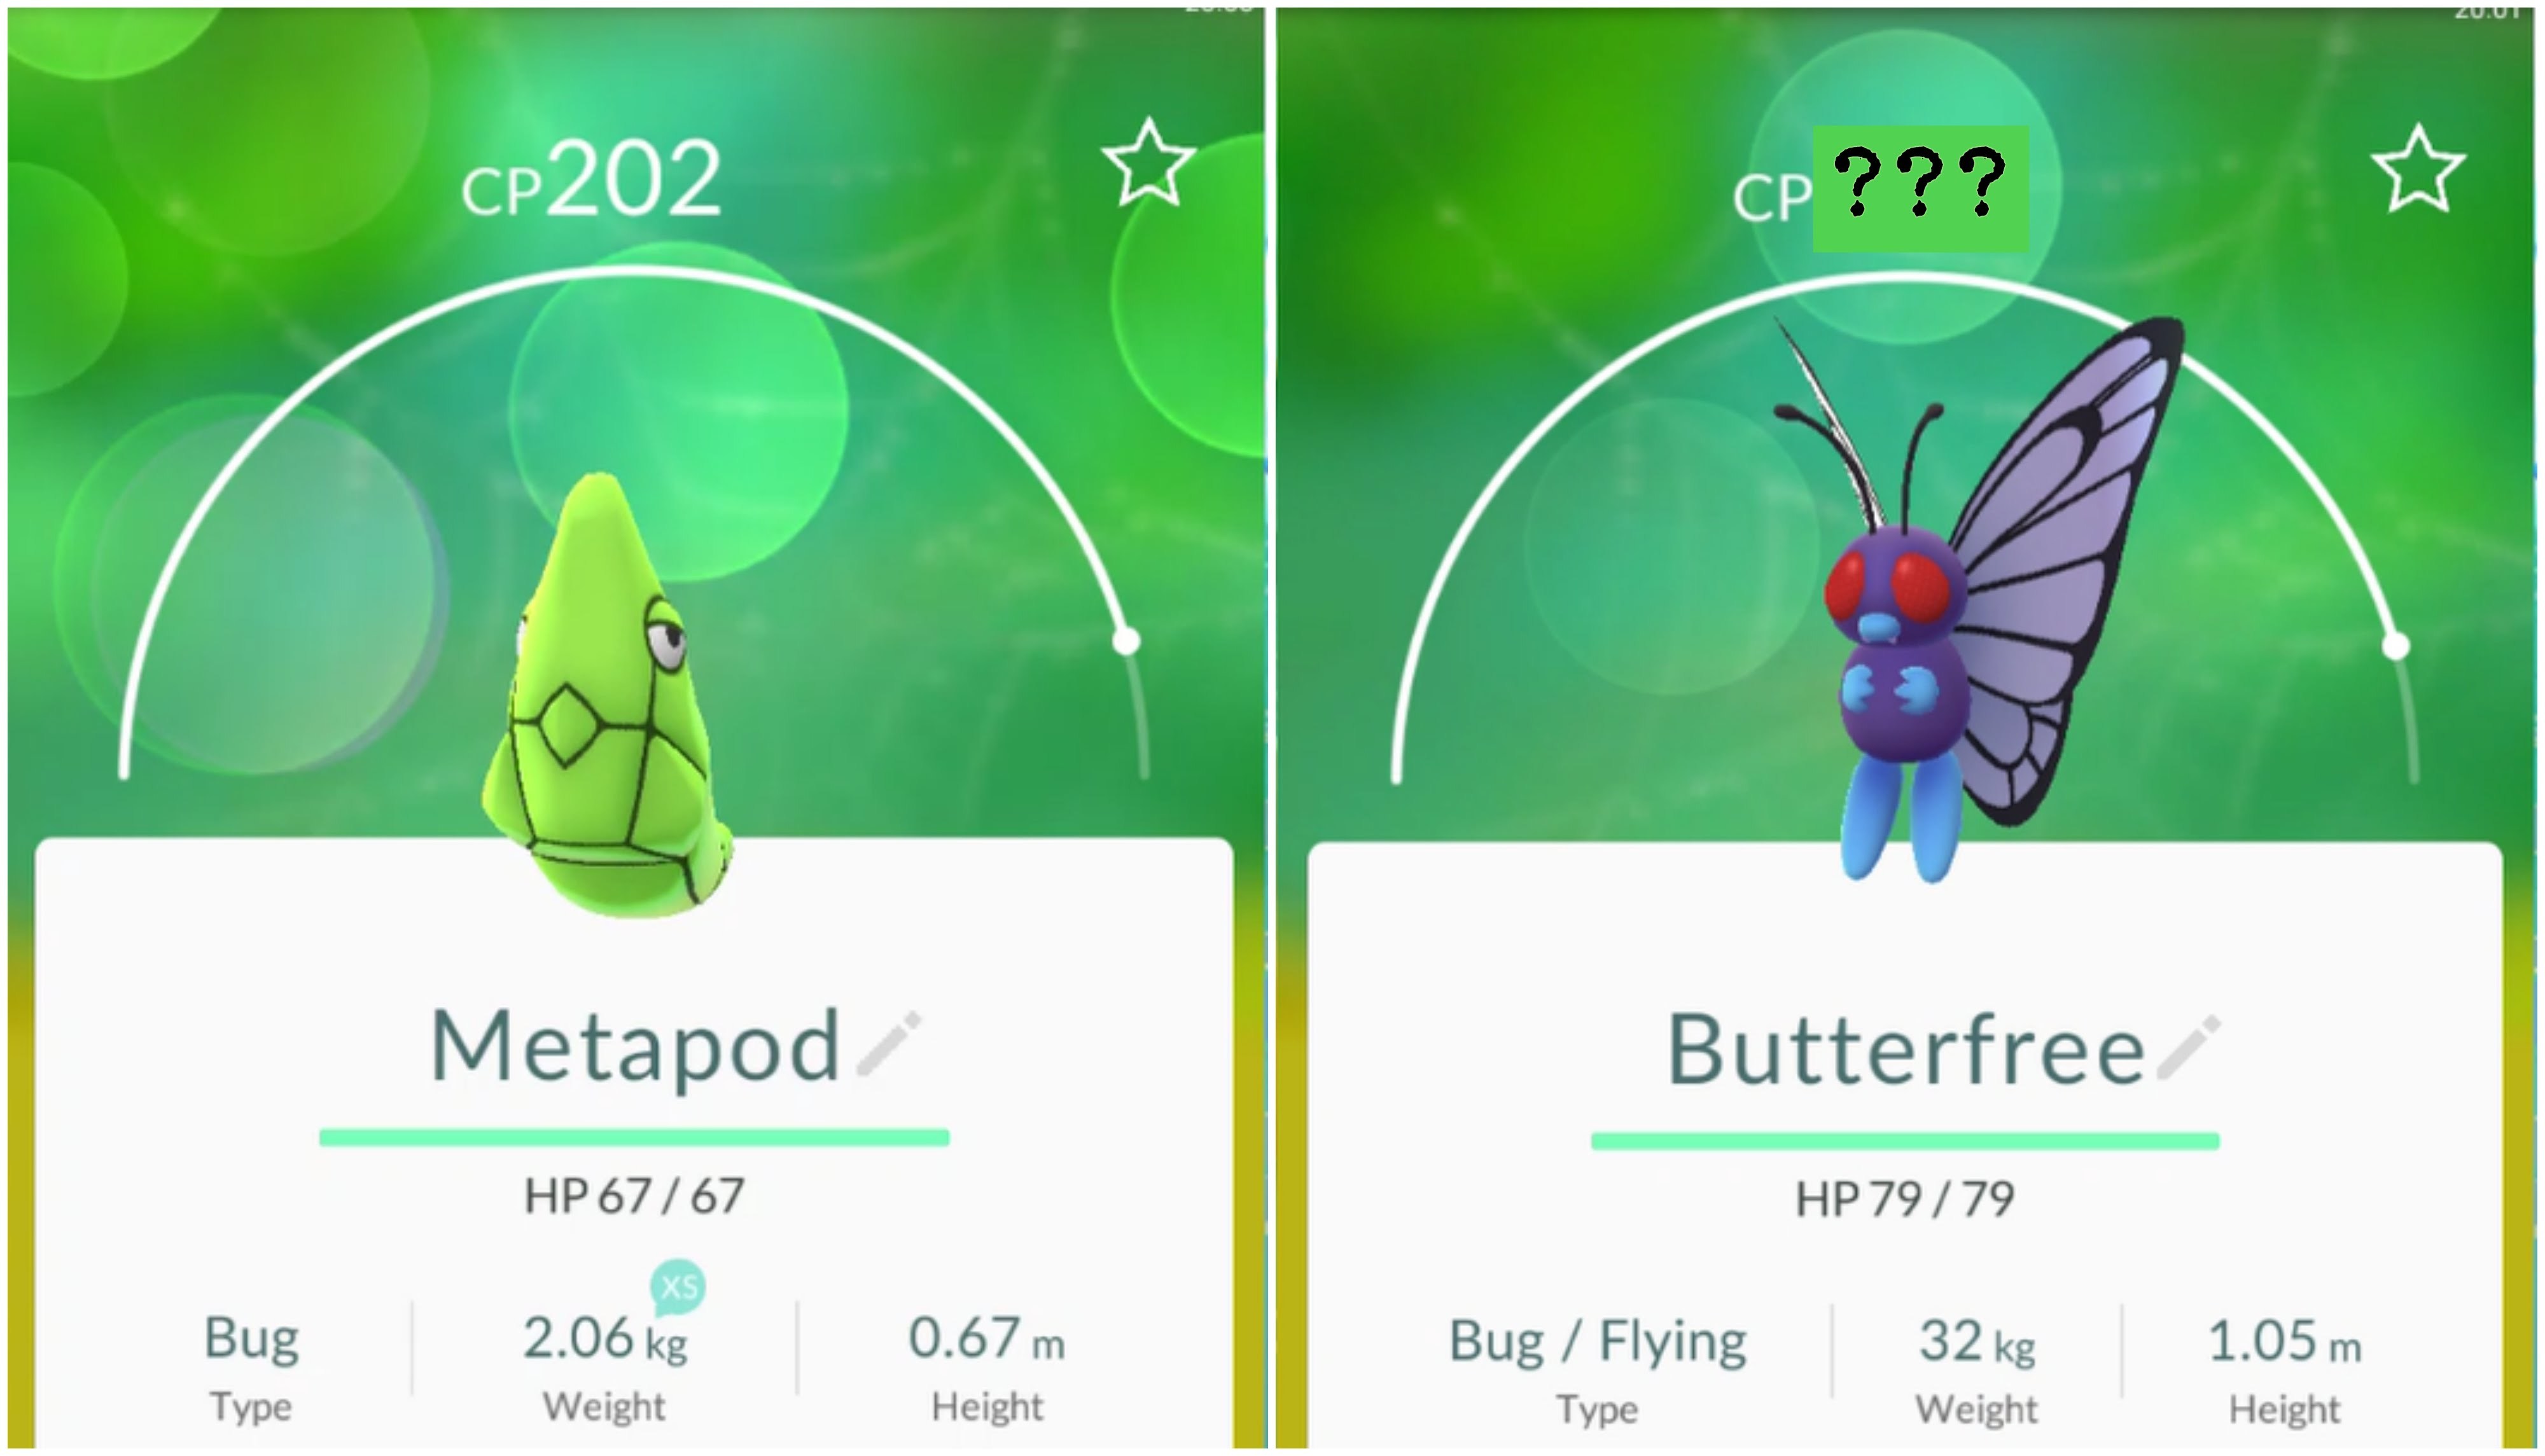 CP202
Metapod
HP 67 / 67
XS
Bug
2.06 kg
0.67 m
Type
Weight
Height
CP???
Butterfree
HP 79 / 79
Bug / Flying
32 kg
1.05 m
Type
Weight
Height